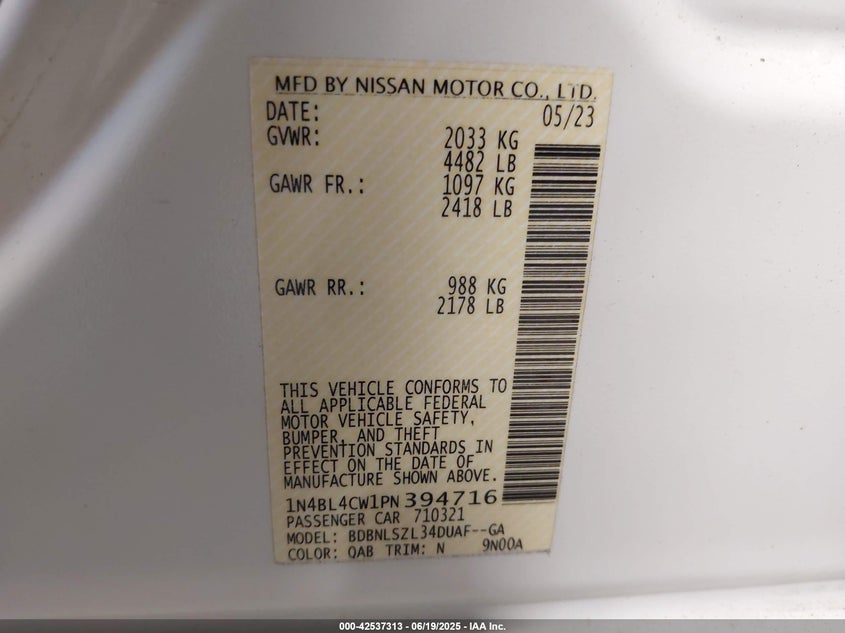 MFD BY NISSAN MOTOR CO., LTD.
DATE: 05/23
GVWR: 2033 KG
4482 LB
GAWR FR.: 1097 KG
2418 LB
GAWR RR.: 988 KG
2178 LB
THIS VEHICLE CONFORMS TO
ALL APPLICABLE FEDERAL
MOTOR VEHICLE SAFETY,
BUMPER, AND THEFT
PREVENTION STANDARDS IN
EFFECT ON THE DATE OF
MANUFACTURE SHOWN ABOVE.
1N4BL4CW1PN394716
PASSENGER CAR 710321
MODEL: BDBNLSZL34DUAF--GA
COLOR: QAB TRIM: N 9N00A
000-42537313 - 06/19/2025 - IAA Inc.